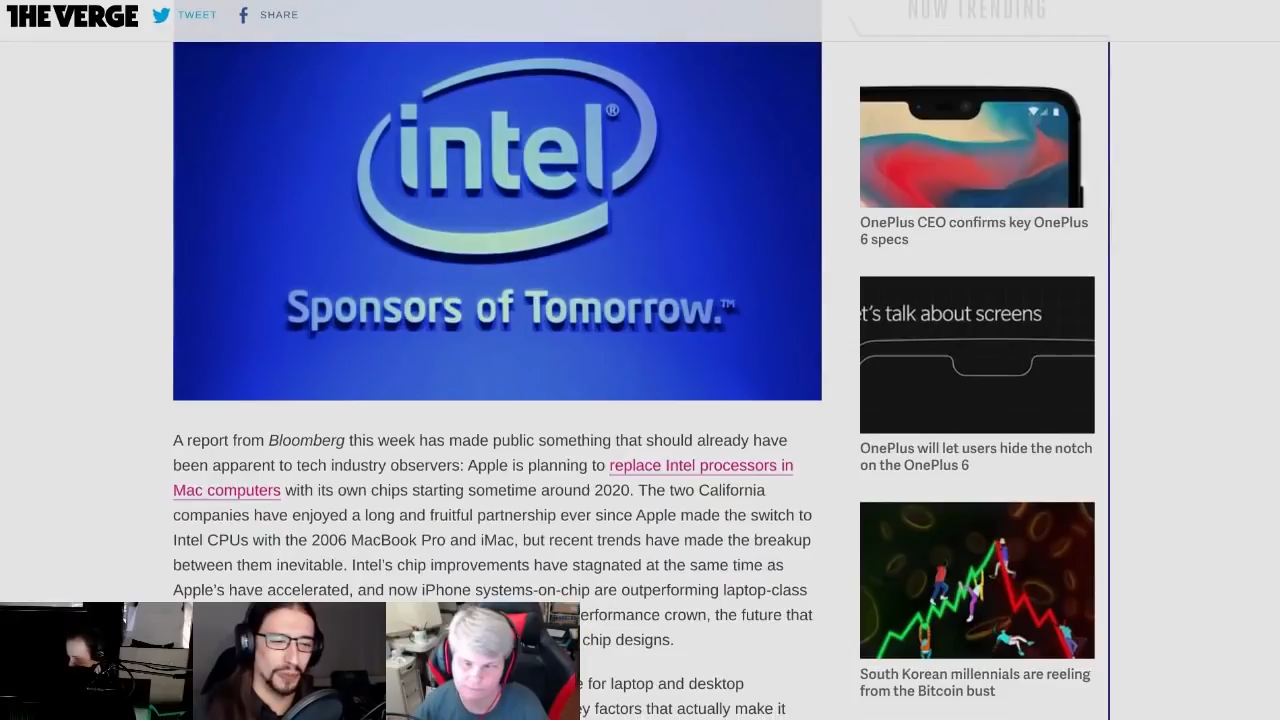 THE VERGE
TWEET
SHARE
NOW TRENDING
intel®
Sponsors of Tomorrow.™
A report from Bloomberg this week has made public something that should already have
been apparent to tech industry observers: Apple is planning to replace Intel processors in
Mac computers with its own chips starting sometime around 2020. The two California
companies have enjoyed a long and fruitful partnership ever since Apple made the switch to
Intel CPUs with the 2006 MacBook Pro and iMac, but recent trends have made the breakup
between them inevitable. Intel's chip improvements have stagnated at the same time as
Apple's have accelerated, and now iPhone systems-on-chip are outperforming laptop-class
erformance crown, the future that
chip designs.
for laptop and desktop
factors that actually make it
OnePlus CEO confirms key OnePlus
6 specs
et's talk about screens
OnePlus will let users hide the notch
on the OnePlus 6
South Korean millennials are reeling
from the Bitcoin bust